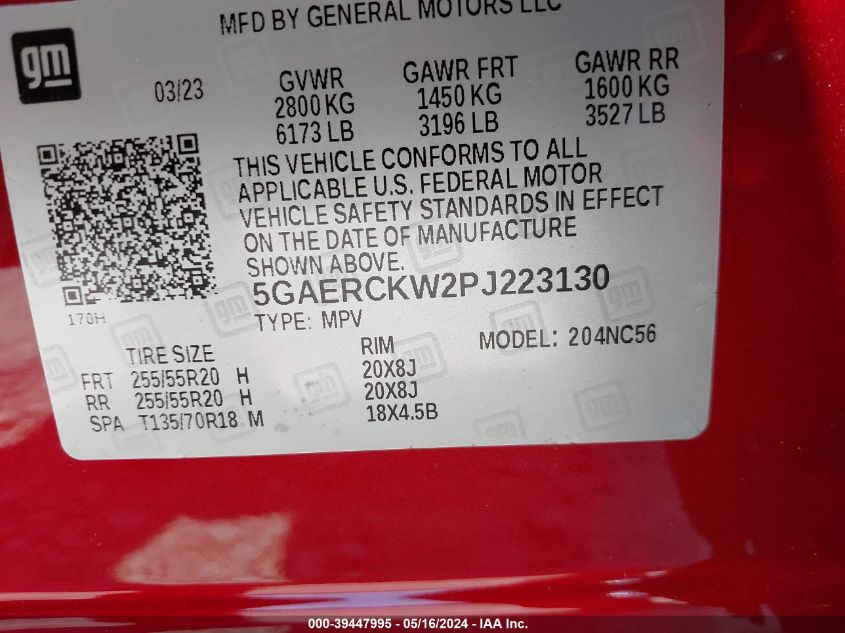 MFD BY GENERAL MOTORS LLC
gm
03/23
GVWR GAWR FRT GAWR RR
2800 KG 1450 KG 1600 KG
6173 LB 3196 LB 3527 LB
THIS VEHICLE CONFORMS TO ALL
APPLICABLE U.S. FEDERAL MOTOR
VEHICLE SAFETY STANDARDS IN EFFECT
ON THE DATE OF MANUFACTURE
SHOWN ABOVE.
5GAERCKW2PJ223130
170H
TYPE: MPV MODEL: 204NC56
TIRE SIZE RIM
FRT 255/55R20 H 20X8J
RR 255/55R20 H 20X8J
SPA T135/70R18 M 18X4.5B
000-39447995 - 05/16/2024 - IAA Inc.